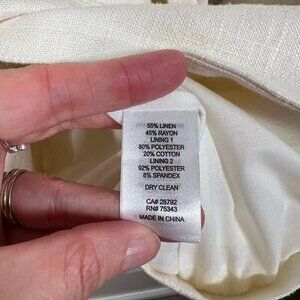 55% LINEN
45% RAYON
LINING 1
80% POLYESTER
20% COTTON
LINING 2
92% POLYESTER
8% SPANDEX
DRY CLEAN
CA# 28792
RN# 75343
MADE IN CHINA